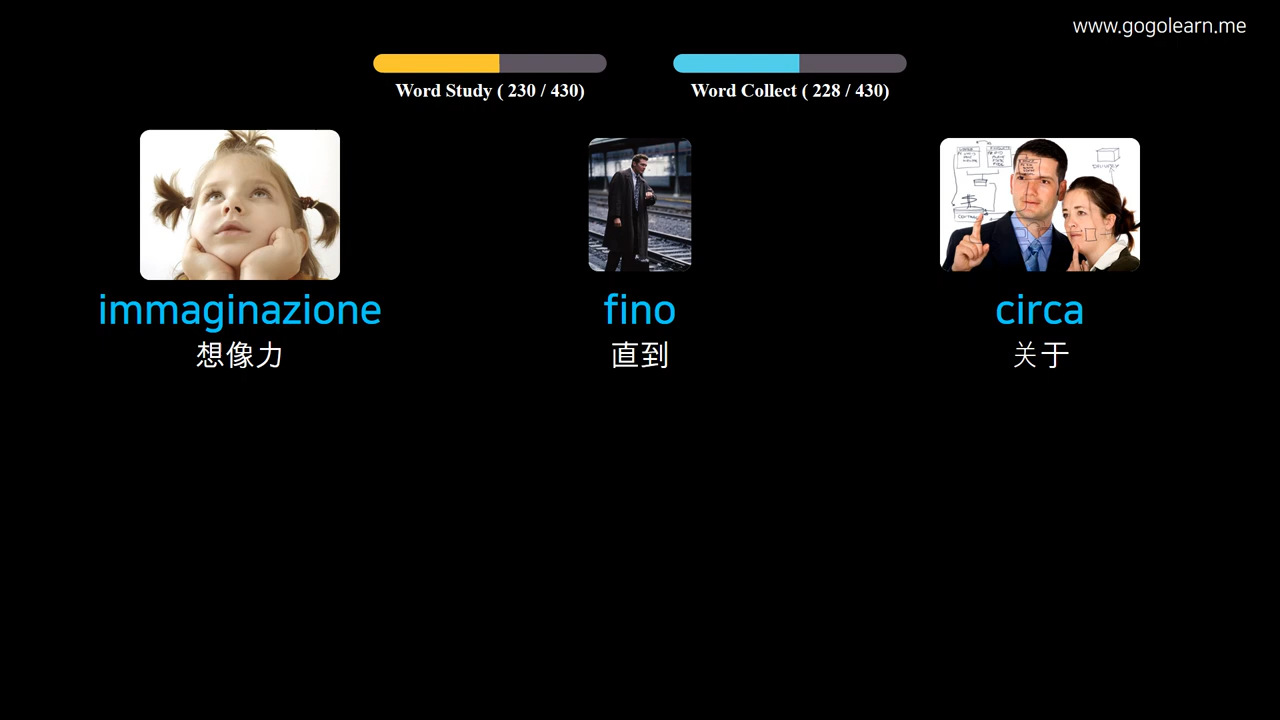 www.gogolearn.me
Word Study ( 230 / 430)
Word Collect ( 228 / 430)
immaginazione
想像力
fino
直到
circa
关于